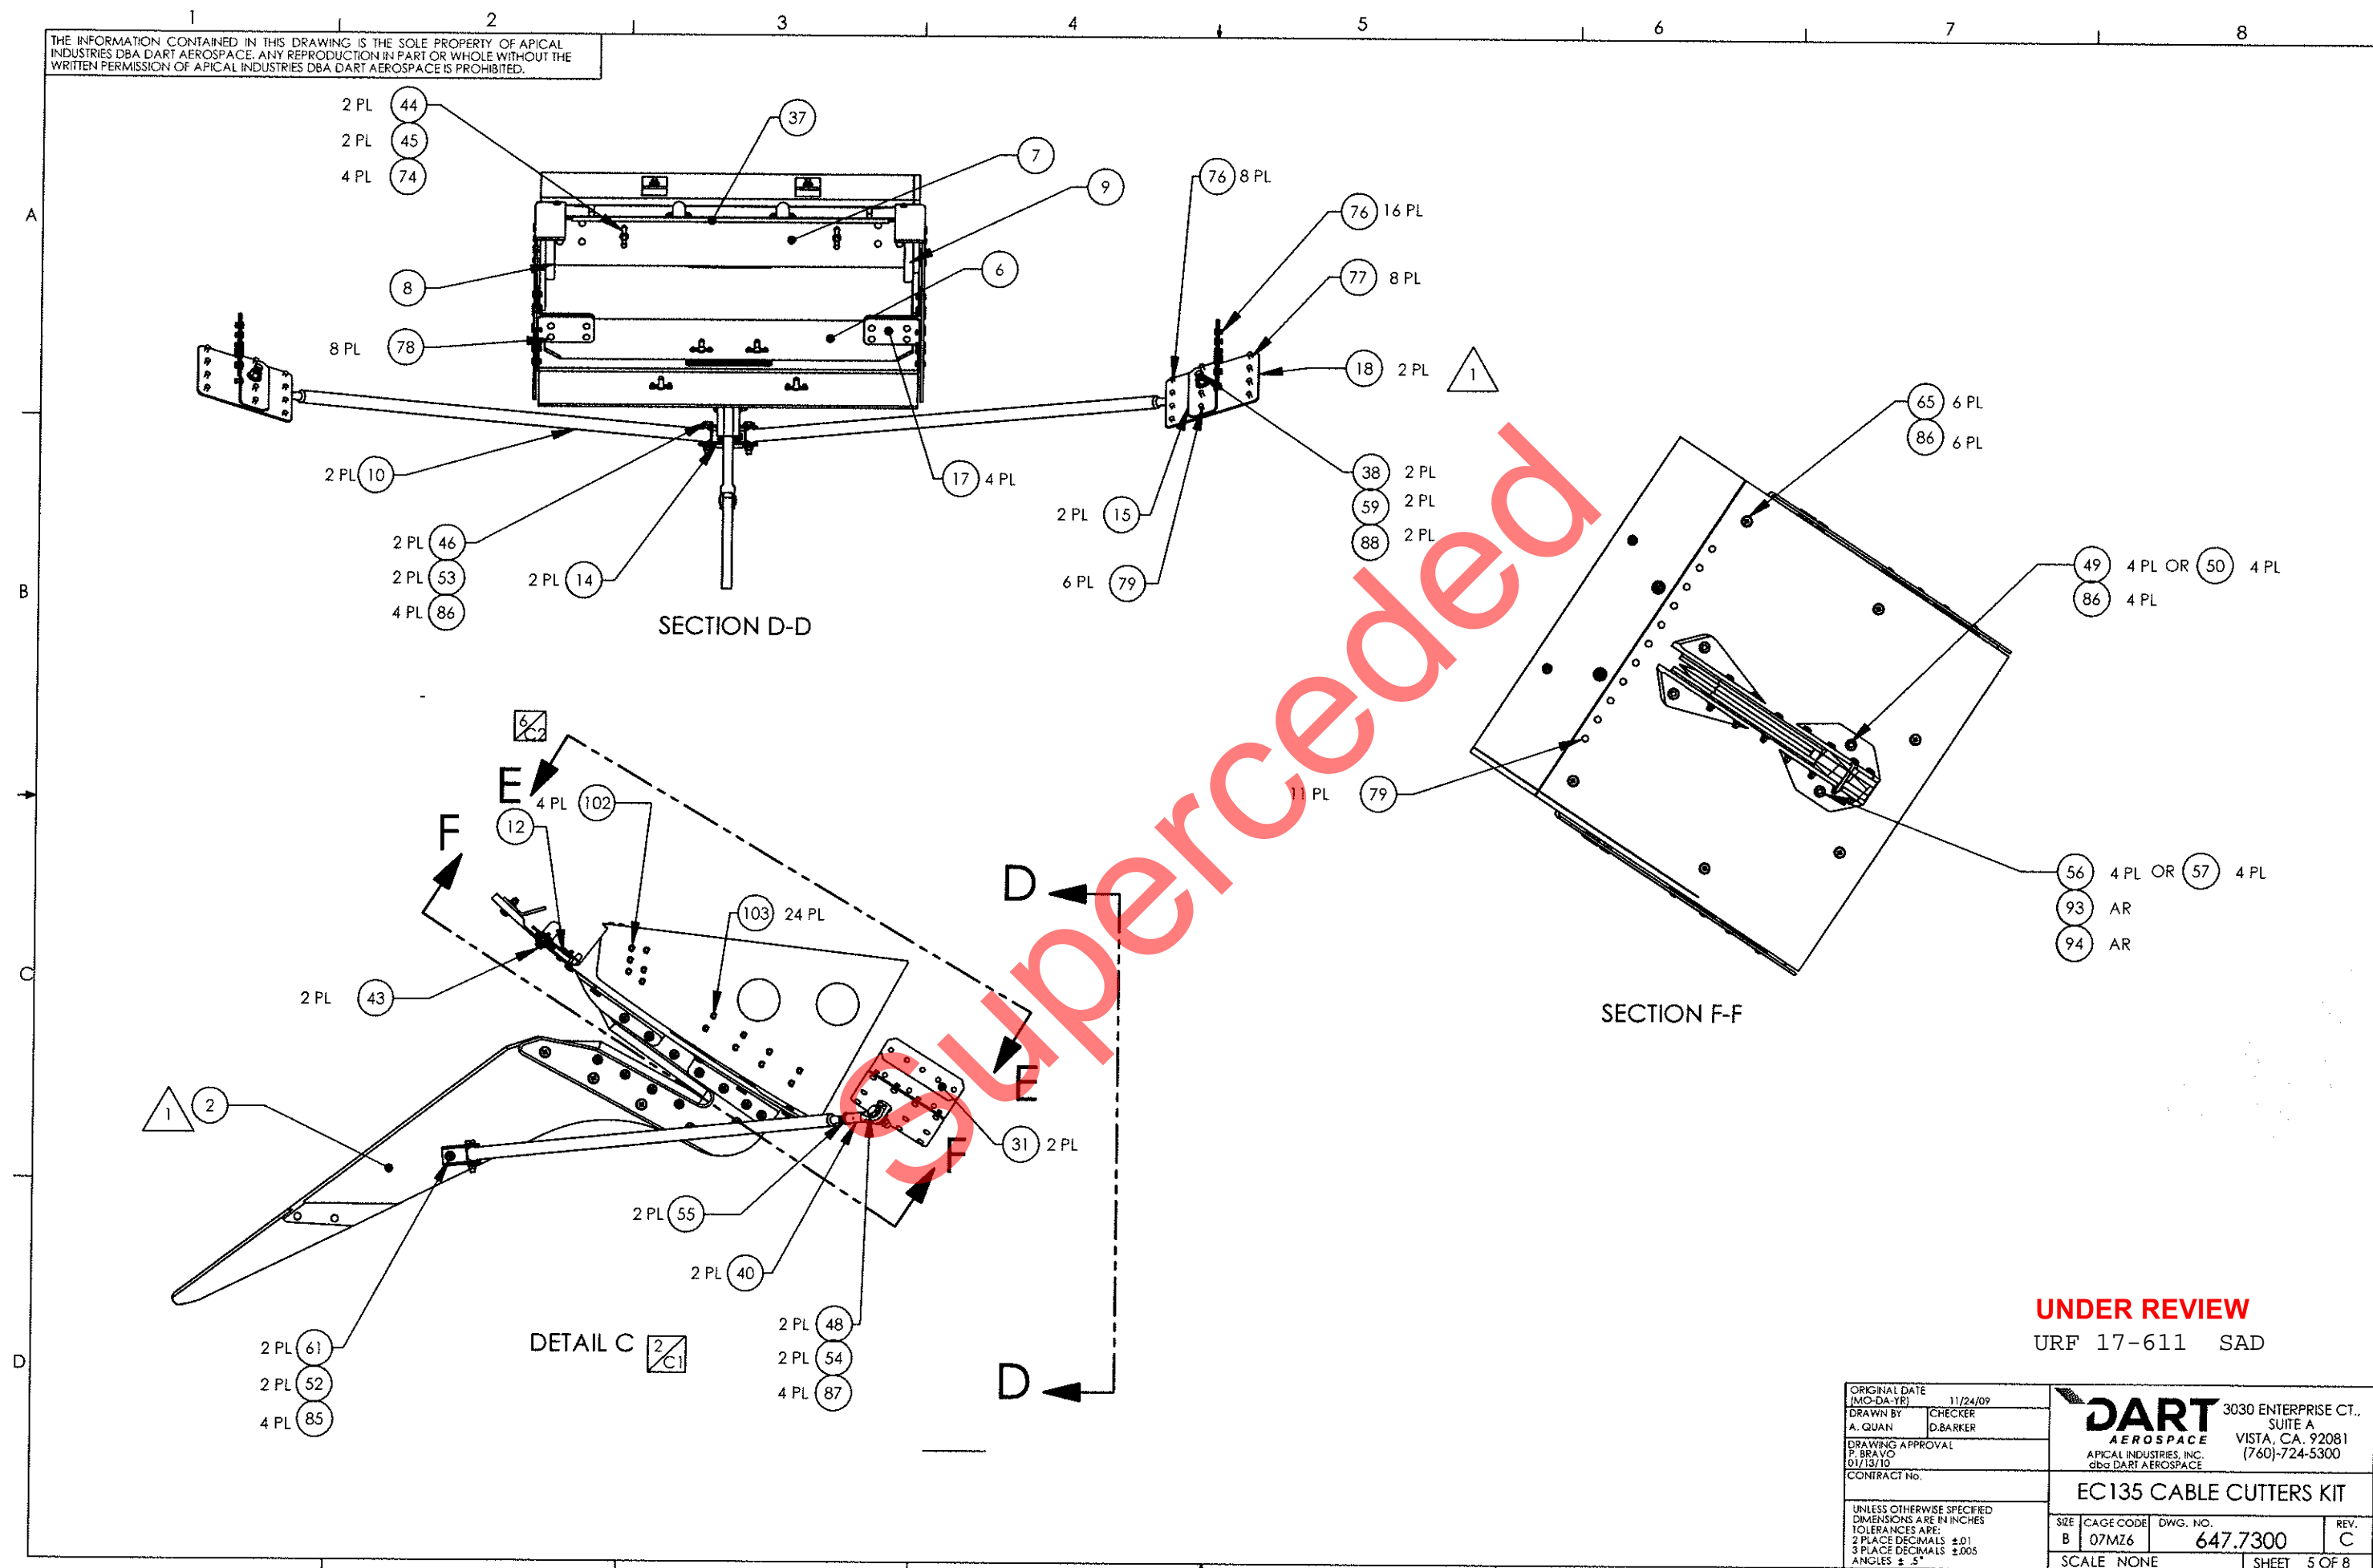 1 2 3 4 5 6 7 8
THE INFORMATION CONTAINED IN THIS DRAWING IS THE SOLE PROPERTY OF APICAL
INDUSTRIES DBA DART AEROSPACE. ANY REPRODUCTION IN PART OR WHOLE WITHOUT THE
WRITTEN PERMISSION OF APICAL INDUSTRIES DBA DART AEROSPACE IS PROHIBITED.
A
B
C
D
2 PL 44
2 PL 45
4 PL 74
37
7
9
8
6
8 PL 78
2 PL 10
17 4 PL
2 PL 46
2 PL 53
4 PL 86
2 PL 14
SECTION D-D
76 8 PL
76 16 PL
77 8 PL
18 2 PL
1
38 2 PL
59 2 PL
88 2 PL
2 PL 15
6 PL 79
65 6 PL
86 6 PL
49 4 PL OR 50 4 PL
86 4 PL
11 PL 79
56 4 PL OR 57 4 PL
93 AR
94 AR
SECTION F-F
Superceded
6/C2
E
4 PL 102
12
F
103 24 PL
D
2 PL 43
E
1
2
31 2 PL
F
2 PL 55
2 PL 40
2 PL 48
2 PL 54
4 PL 87
2 PL 61
2 PL 52
4 PL 85
DETAIL C 2/C1
D
UNDER REVIEW
URF 17-611 SAD
ORIGINAL DATE
(MO-DA-YR) 11/24/09
DRAWN BY CHECKER
A. QUAN D.BARKER
DRAWING APPROVAL
P. BRAVO
01/13/10
CONTRACT No.
UNLESS OTHERWISE SPECIFIED
DIMENSIONS ARE IN INCHES
TOLERANCES ARE:
2 PLACE DECIMALS ±.01
3 PLACE DECIMALS ±.005
ANGLES ± .5°
DART
AEROSPACE
APICAL INDUSTRIES, INC.
dba DART AEROSPACE
3030 ENTERPRISE CT.,
SUITE A
VISTA, CA. 92081
(760)-724-5300
EC135 CABLE CUTTERS KIT
SIZE CAGE CODE DWG. NO. REV.
B 07MZ6 647.7300 C
SCALE NONE SHEET 5 OF 8